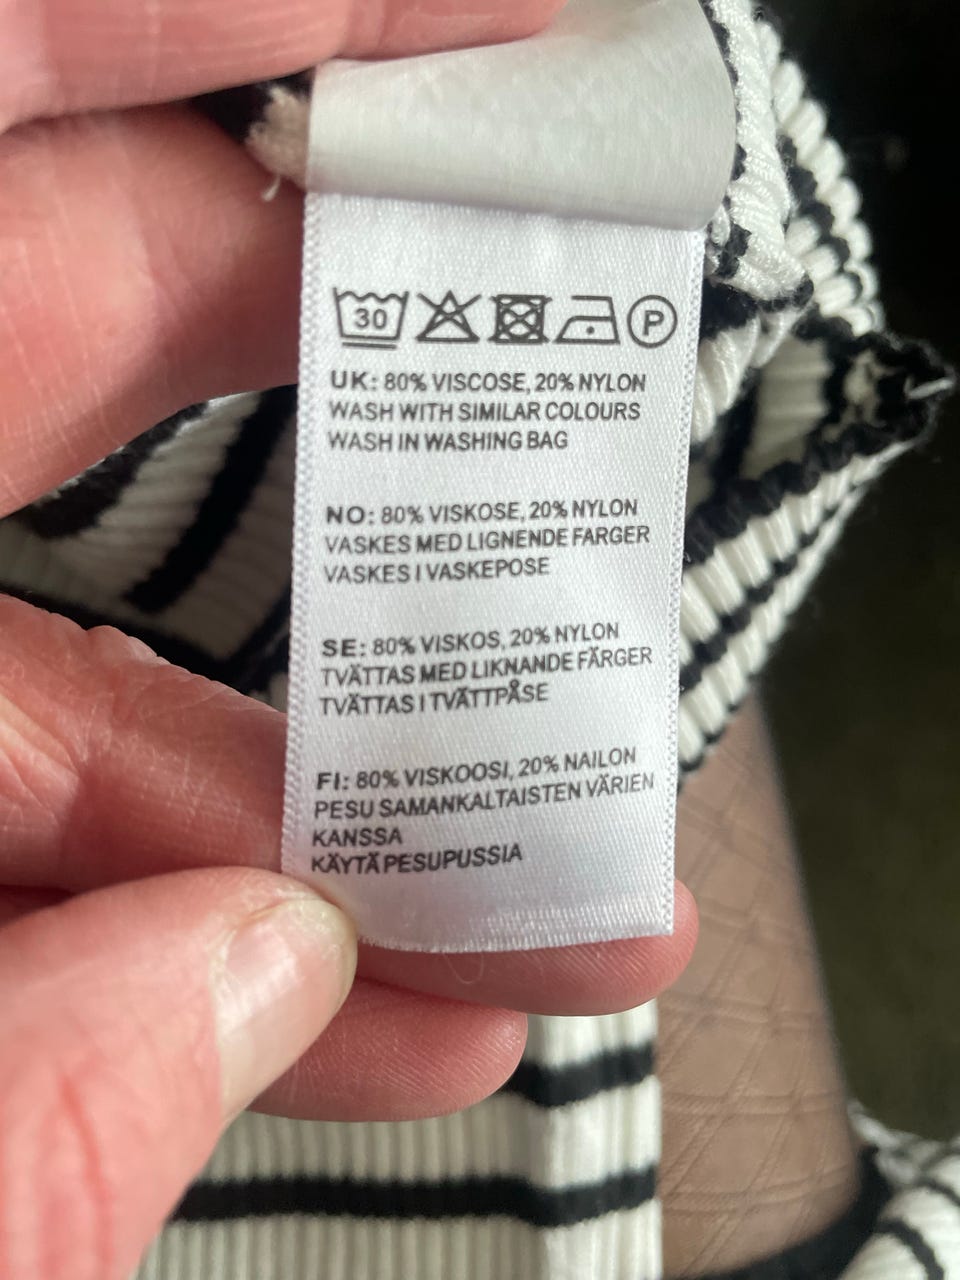 30 P
UK: 80% VISCOSE, 20% NYLON
WASH WITH SIMILAR COLOURS
WASH IN WASHING BAG
NO: 80% VISKOSE, 20% NYLON
VASKES MED LIGNENDE FARGER
VASKES I VASKEPOSE
SE: 80% VISKOS, 20% NYLON
TVÄTTAS MED LIKNANDE FÄRGER
TVÄTTAS I TVÄTTPÅSE
FI: 80% VISKOOSI, 20% NAILON
PESU SAMANKALTAISTEN VÄRIEN
KANSSA
KÄYTÄ PESUPUSSIA